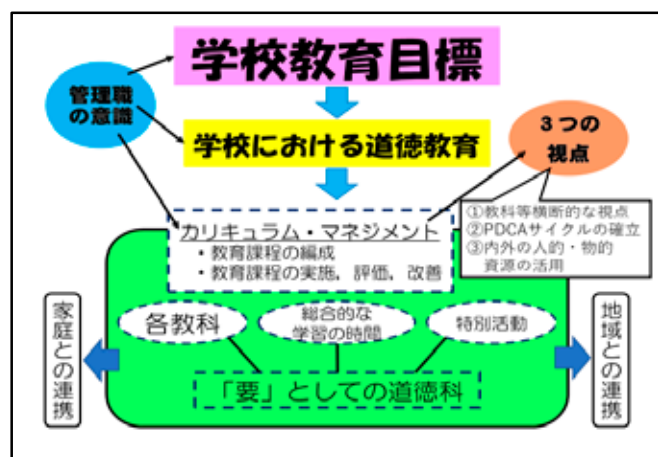 学校教育目標
管理職
の意識
学校における道徳教育
3つの
視点
①教科等横断的な視点
②PDCAサイクルの確立
③内外の人的・物的
資源の活用
カリキュラム・マネジメント
・教育課程の編成
・教育課程の実施，評価，改善
各教科
総合的な
学習の時間
特別活動
「要」としての道徳科
家庭との連携
地域との連携